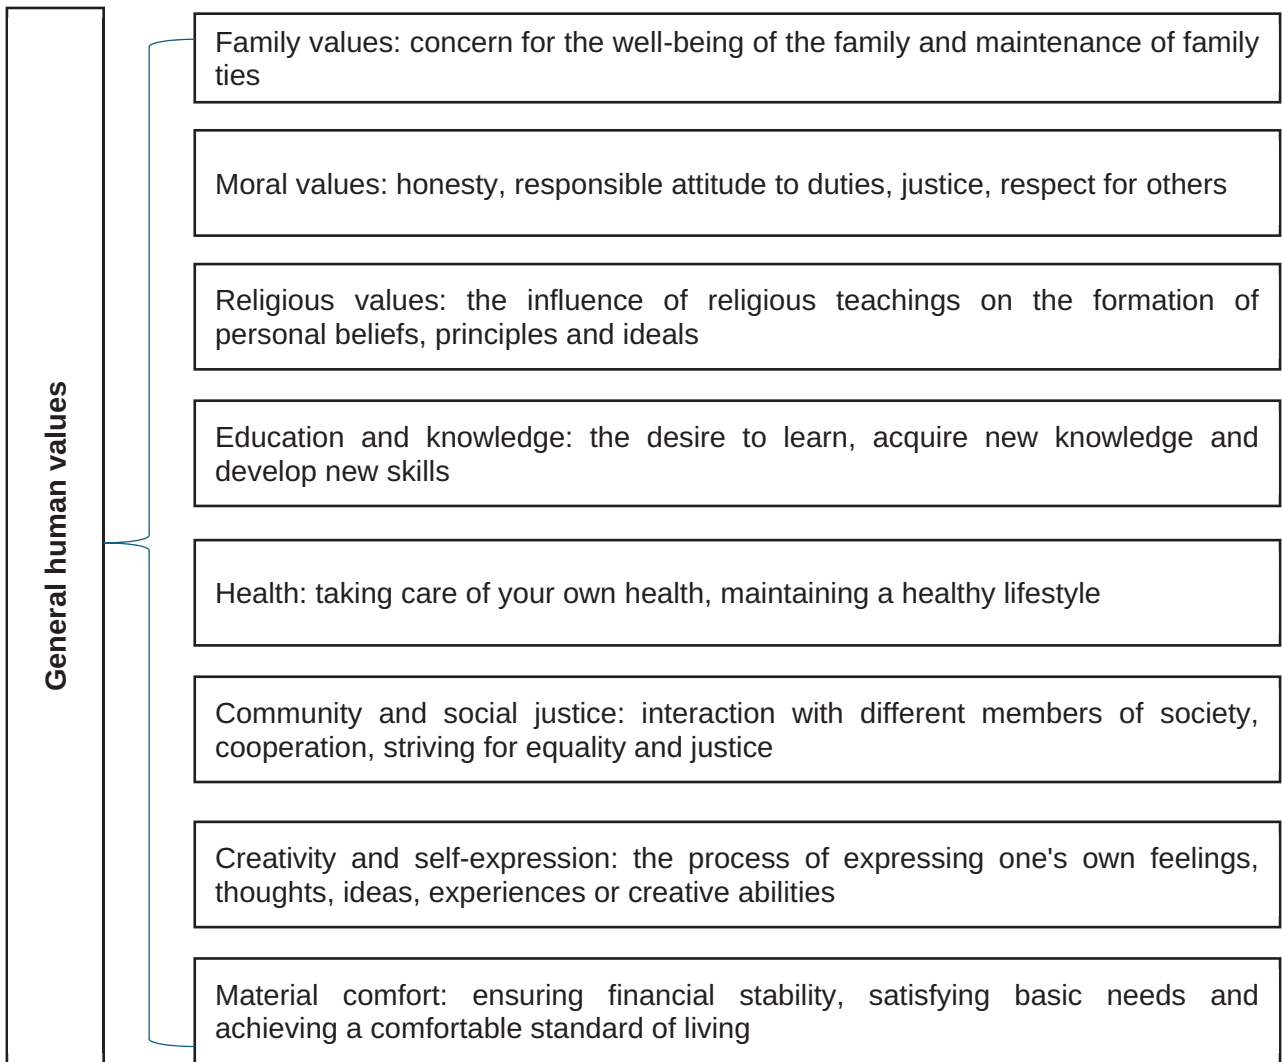 General human values
Family values: concern for the well-being of the family and maintenance of family
ties
Moral values: honesty, responsible attitude to duties, justice, respect for others
Religious values: the influence of religious teachings on the formation of
personal beliefs, principles and ideals
Education and knowledge: the desire to learn, acquire new knowledge and
develop new skills
Health: taking care of your own health, maintaining a healthy lifestyle
Community and social justice: interaction with different members of society,
cooperation, striving for equality and justice
Creativity and self-expression: the process of expressing one's own feelings,
thoughts, ideas, experiences or creative abilities
Material comfort: ensuring financial stability, satisfying basic needs and
achieving a comfortable standard of living